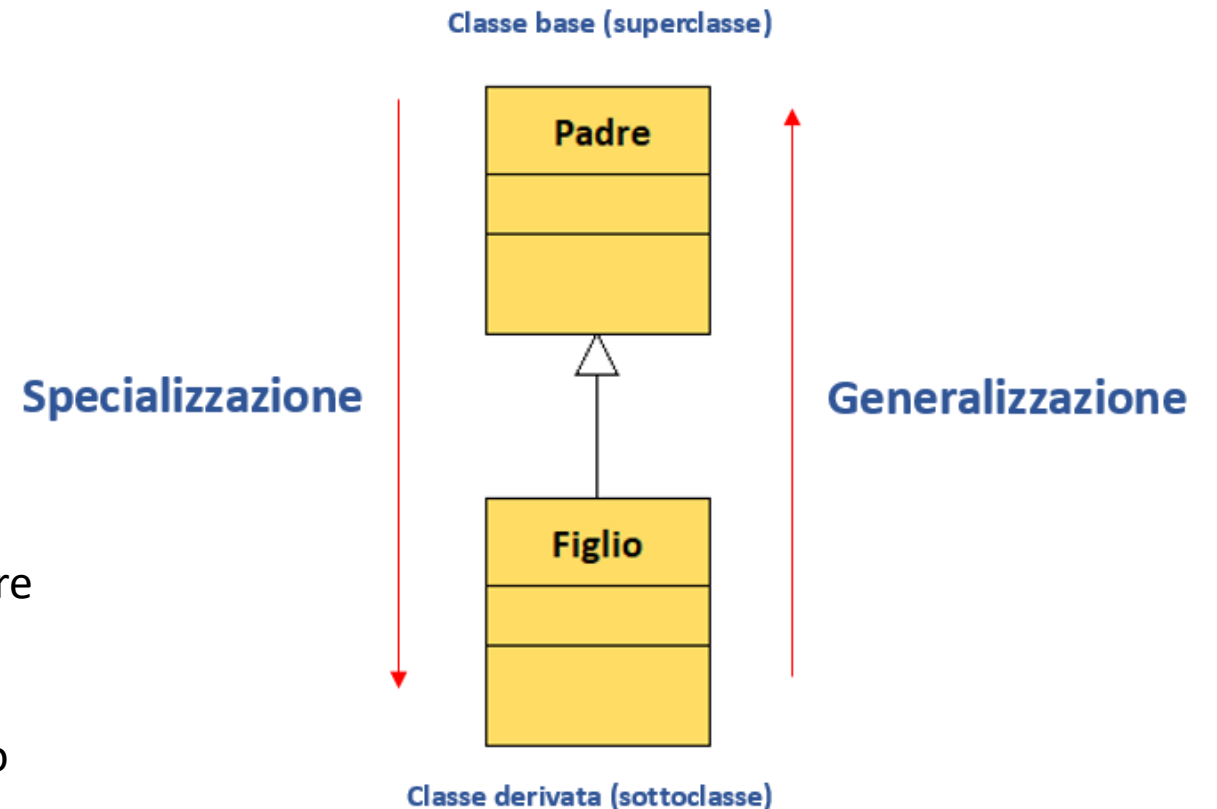 Classe base (superclasse)
Padre
Specializzazione
Generalizzazione
Figlio
re
Classe derivata (sottoclasse)